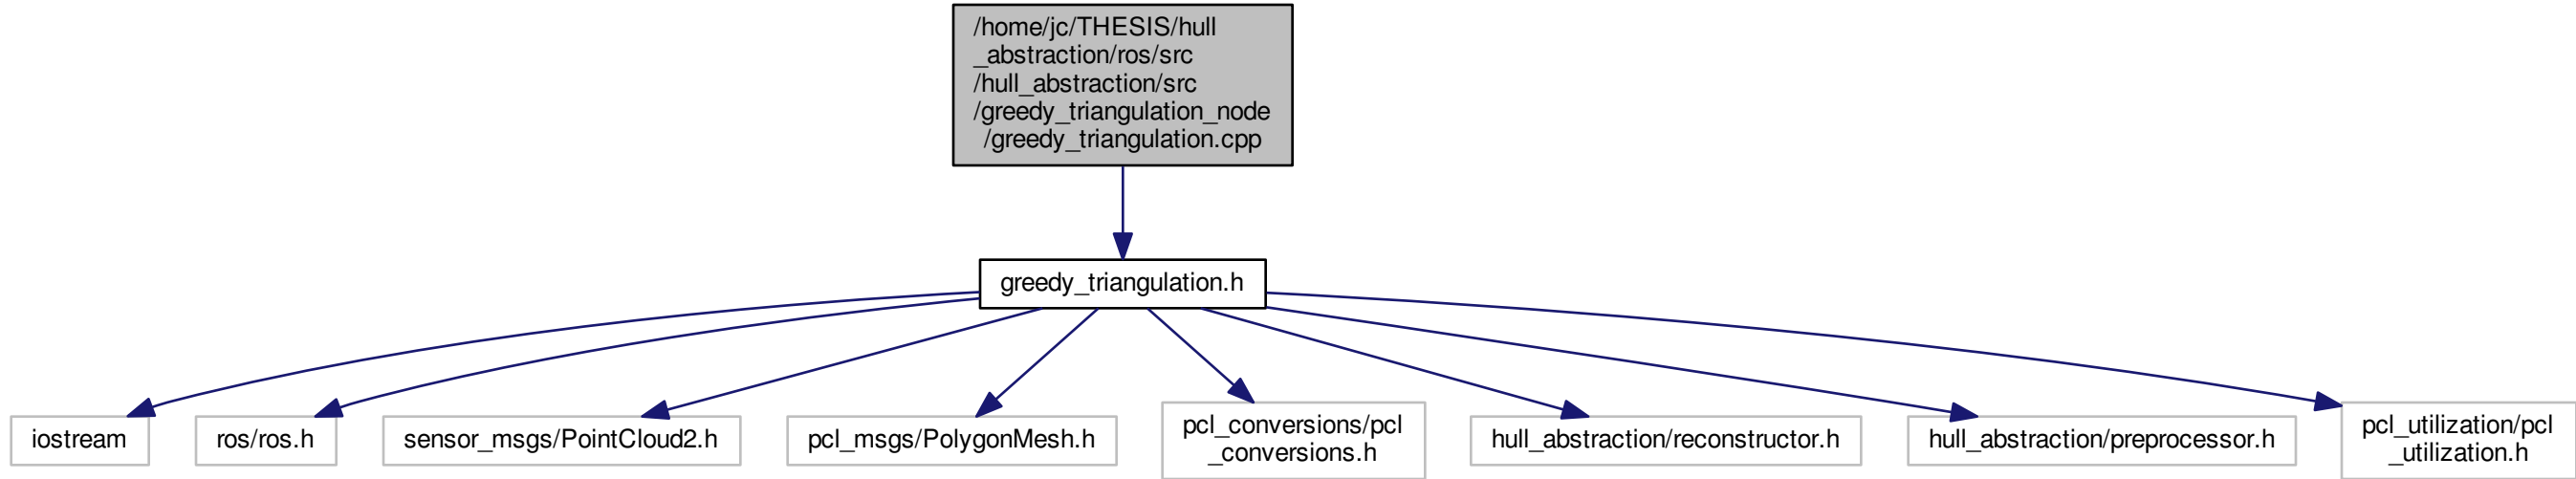 /home/jc/THESIS/hull
_abstraction/ros/src
/hull_abstraction/src
/greedy_triangulation_node
/greedy_triangulation.cpp
greedy_triangulation.h
iostream
ros/ros.h
sensor_msgs/PointCloud2.h
pcl_msgs/PolygonMesh.h
pcl_conversions/pcl
_conversions.h
hull_abstraction/reconstructor.h
hull_abstraction/preprocessor.h
pcl_utilization/pcl
_utilization.h